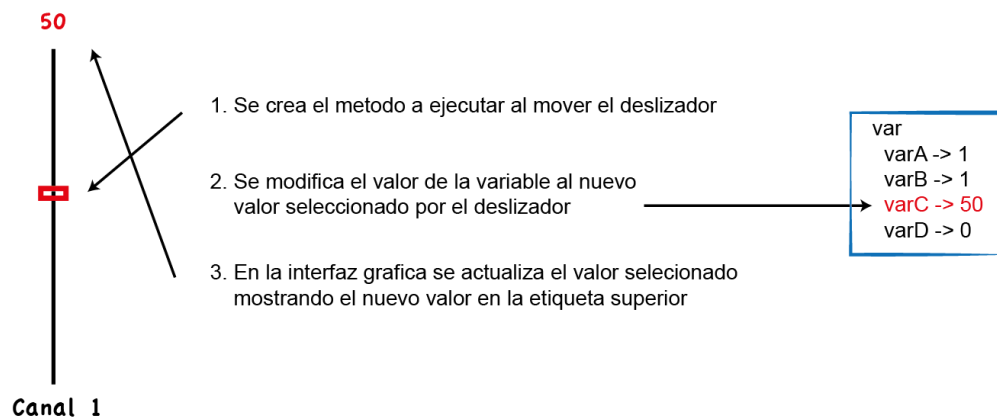 50
1. Se crea el metodo a ejecutar al mover el deslizador
2. Se modifica el valor de la variable al nuevo
valor seleccionado por el deslizador
3. En la interfaz grafica se actualiza el valor selecionado
mostrando el nuevo valor en la etiqueta superior
var
varA -> 1
varB -> 1
varC -> 50
varD -> 0
Canal 1